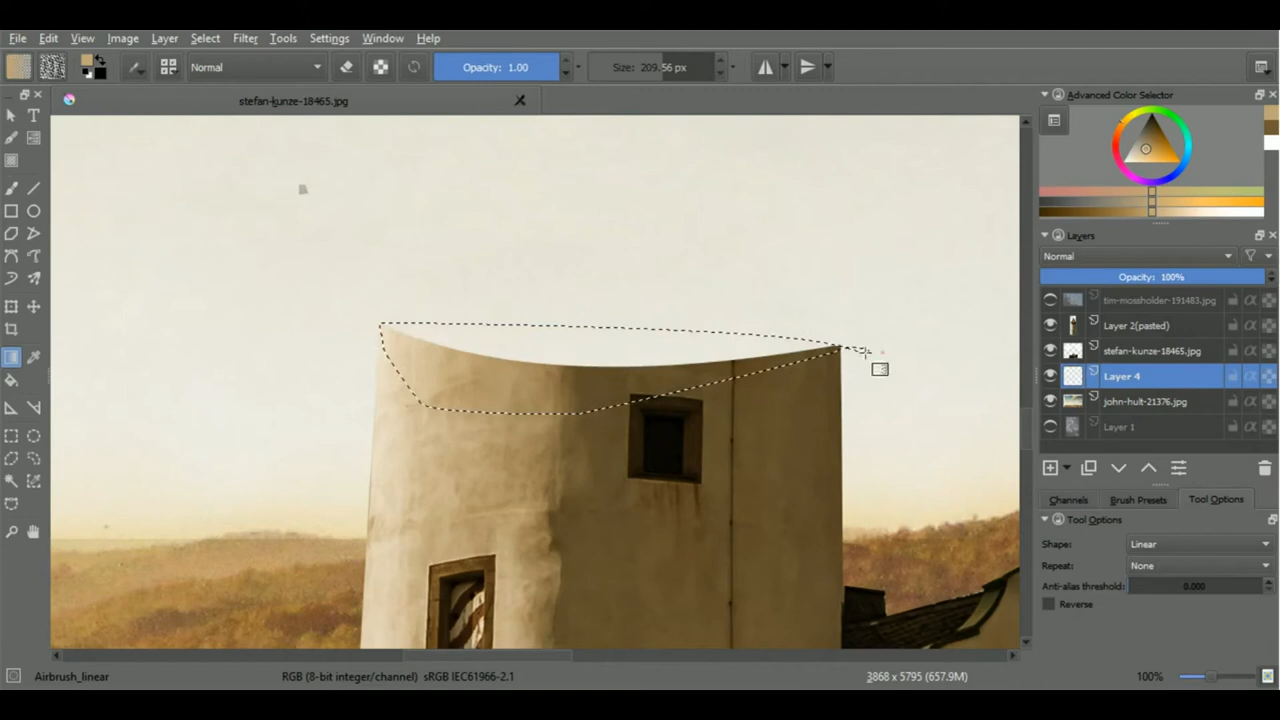 File Edit View Image Layer Select Filter Tools Settings Window Help
Normal Opacity: 1.00 Size: 209.56 px
stefan-kunze-18465.jpg
Advanced Color Selector
Layers
Normal
Opacity: 100%
tim-mossholder-191483.jpg
Layer 2(pasted)
stefan-kunze-18465.jpg
Layer 4
john-hult-21376.jpg
Layer 1
Channels Brush Presets Tool Options
Tool Options
Shape: Linear
Repeat: None
Anti-alias threshold: 0.000
Reverse
Airbrush_linear RGB (8-bit integer/channel) sRGB IEC61966-2.1 3868 x 5795 (657.9M) 100%